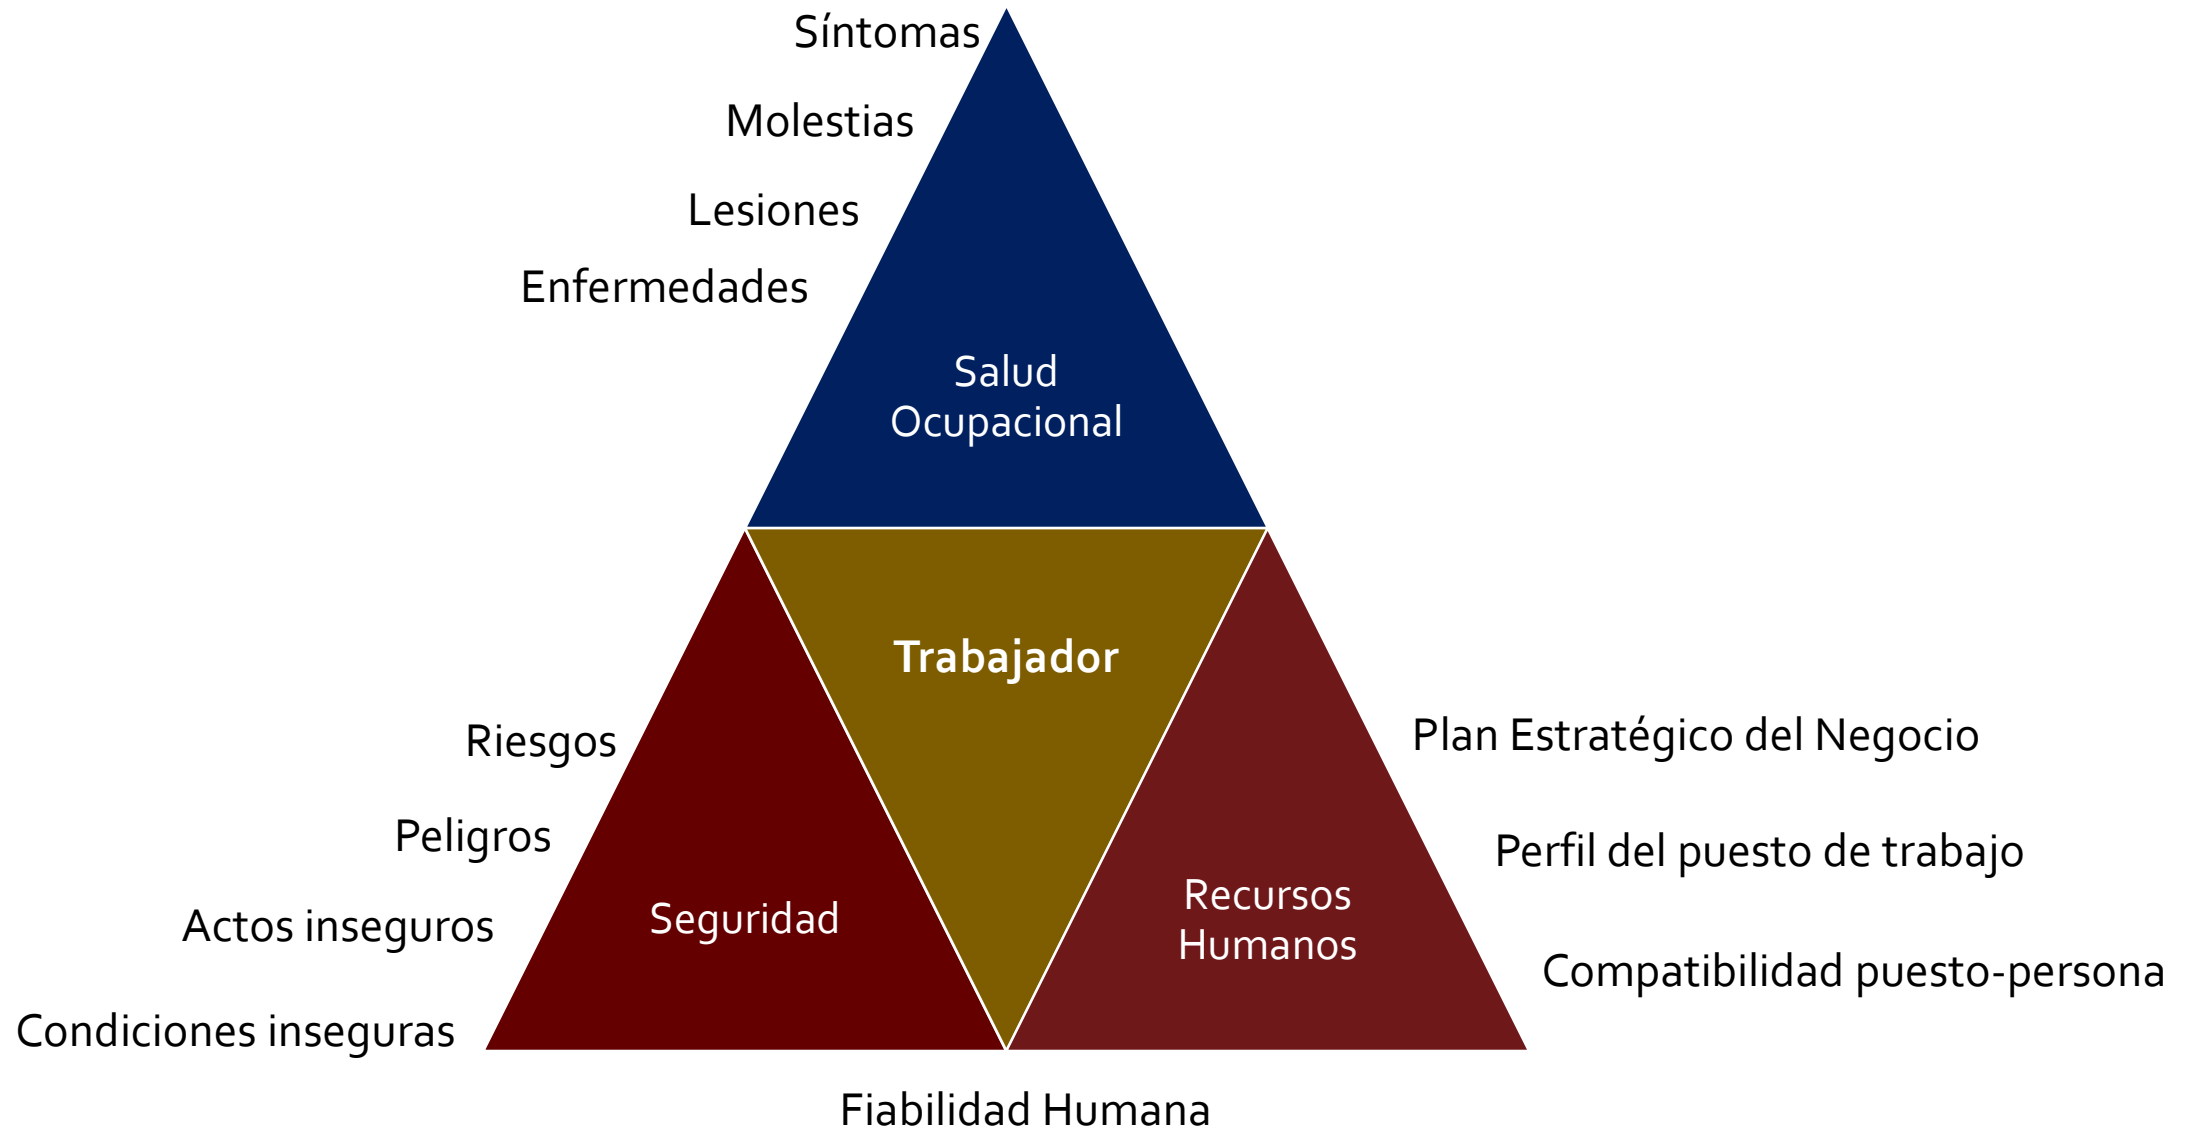 Síntomas
Molestias
Lesiones
Enfermedades
Salud
Ocupacional
Trabajador
Riesgos
Peligros
Actos inseguros
Condiciones inseguras
Seguridad
Recursos
Humanos
Plan Estratégico del Negocio
Perfil del puesto de trabajo
Compatibilidad puesto-persona
Fiabilidad Humana